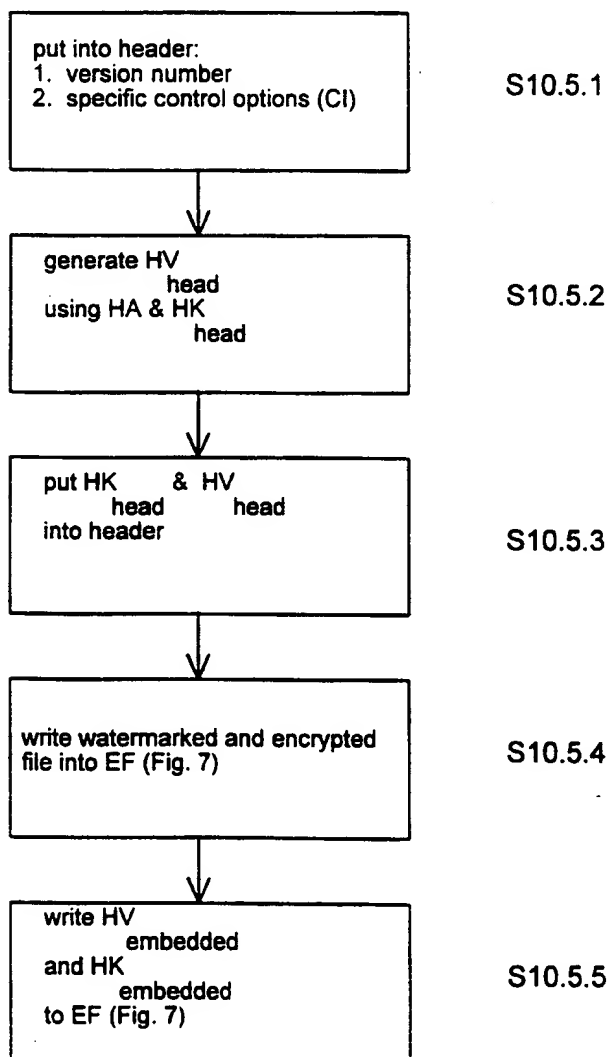 put into header:
1. version number
2. specific control options (CI)
S10.5.1
generate HV
head
using HA & HK
head
S10.5.2
put HK & HV
head head
into header
S10.5.3
write watermarked and encrypted
file into EF (Fig. 7)
S10.5.4
write HV
embedded
and HK
embedded
to EF (Fig. 7)
S10.5.5